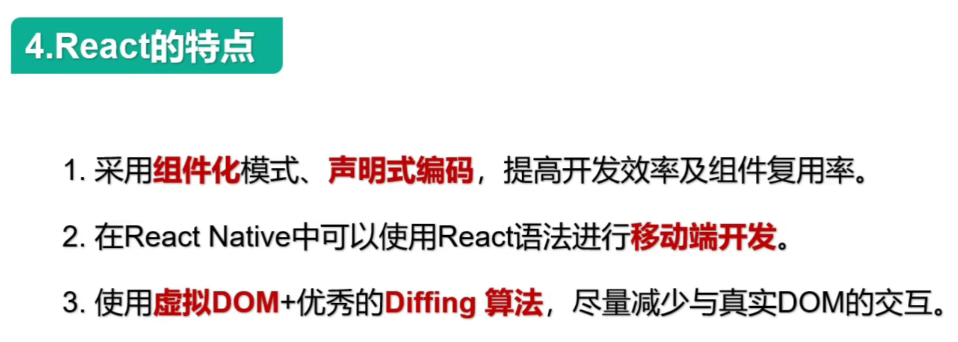 4.React的特点
1. 采用组件化模式、声明式编码，提高开发效率及组件复用率。
2. 在React Native中可以使用React语法进行移动端开发。
3. 使用虚拟DOM+优秀的Diffing 算法，尽量减少与真实DOM的交互。